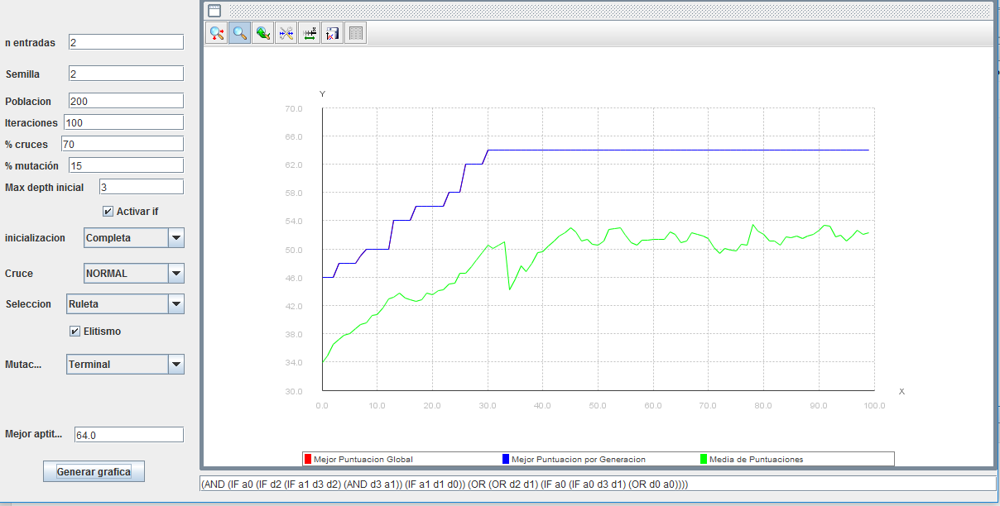 n entradas 2
Semilla 2
Poblacion 200
Iteraciones 100
% cruces 70
% mutación 15
Max depth inicial 3
Activar if
inicializacion Completa
Cruce NORMAL
Seleccion Ruleta
Elitismo
Mutac... Terminal
Mejor aptit... 64.0
Generar grafica
Y
70.0
66.0
62.0
58.0
54.0
50.0
46.0
42.0
38.0
34.0
30.0
0.0 10.0 20.0 30.0 40.0 50.0 60.0 70.0 80.0 90.0 100.0
X
Mejor Puntuacion Global Mejor Puntuacion por Generacion Media de Puntuaciones
(AND (IF a0 (IF d2 (IF a1 d3 d2) (AND d3 a1)) (IF a1 d1 d0)) (OR (OR d2 d1) (IF a0 (IF a0 d3 d1) (OR d0 a0))))